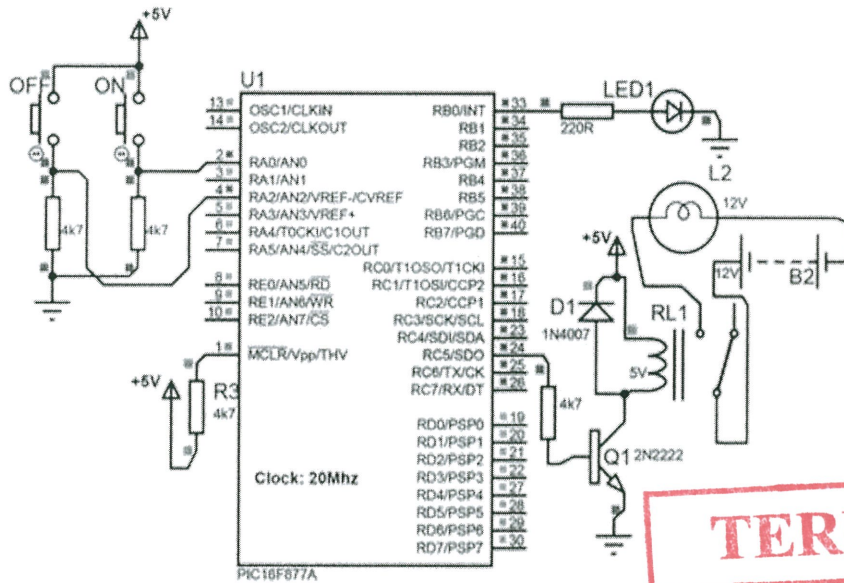 +5V
OFF
ON
U1
13 OSC1/CLKIN
14 OSC2/CLKOUT
2 RA0/AN0
3 RA1/AN1
4 RA2/AN2/VREF-/CVREF
5 RA3/AN3/VREF+
6 RA4/T0CKI/C1OUT
7 RA5/AN4/SS/C2OUT
8 RE0/AN5/RD
9 RE1/AN6/WR
10 RE2/AN7/CS
1 MCLR/Vpp/THV
RB0/INT 33
RB1 34
RB2 35
RB3/PGM 36
RB4 37
RB5 38
RB6/PGC 39
RB7/PGD 40
RC0/T1OSO/T1CKI 15
RC1/T1OSI/CCP2 16
RC2/CCP1 17
RC3/SCK/SCL 18
RC4/SDI/SDA 23
RC5/SDO 24
RC6/TX/CK 25
RC7/RX/DT 26
RD0/PSP0 19
RD1/PSP1 20
RD2/PSP2 21
RD3/PSP3 22
RD4/PSP4 27
RD5/PSP5 28
RD6/PSP6 29
RD7/PSP7 30
Clock: 20Mhz
PIC16F877A
4k7
4k7
+5V
R3
4k7
220R
LED1
L2
12V
12V
B2
+5V
D1
1N4007
RL1
5V
4k7
Q1 2N2222